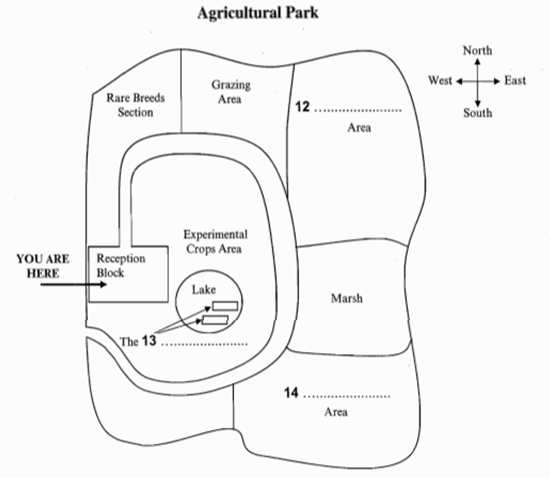 Agricultural Park
North
West
East
South
Rare Breeds
Section
Grazing
Area
12 ........................
Area
Experimental
Crops Area
YOU ARE
HERE
Reception
Block
Lake
Marsh
The 13 ........................
14 ........................
Area